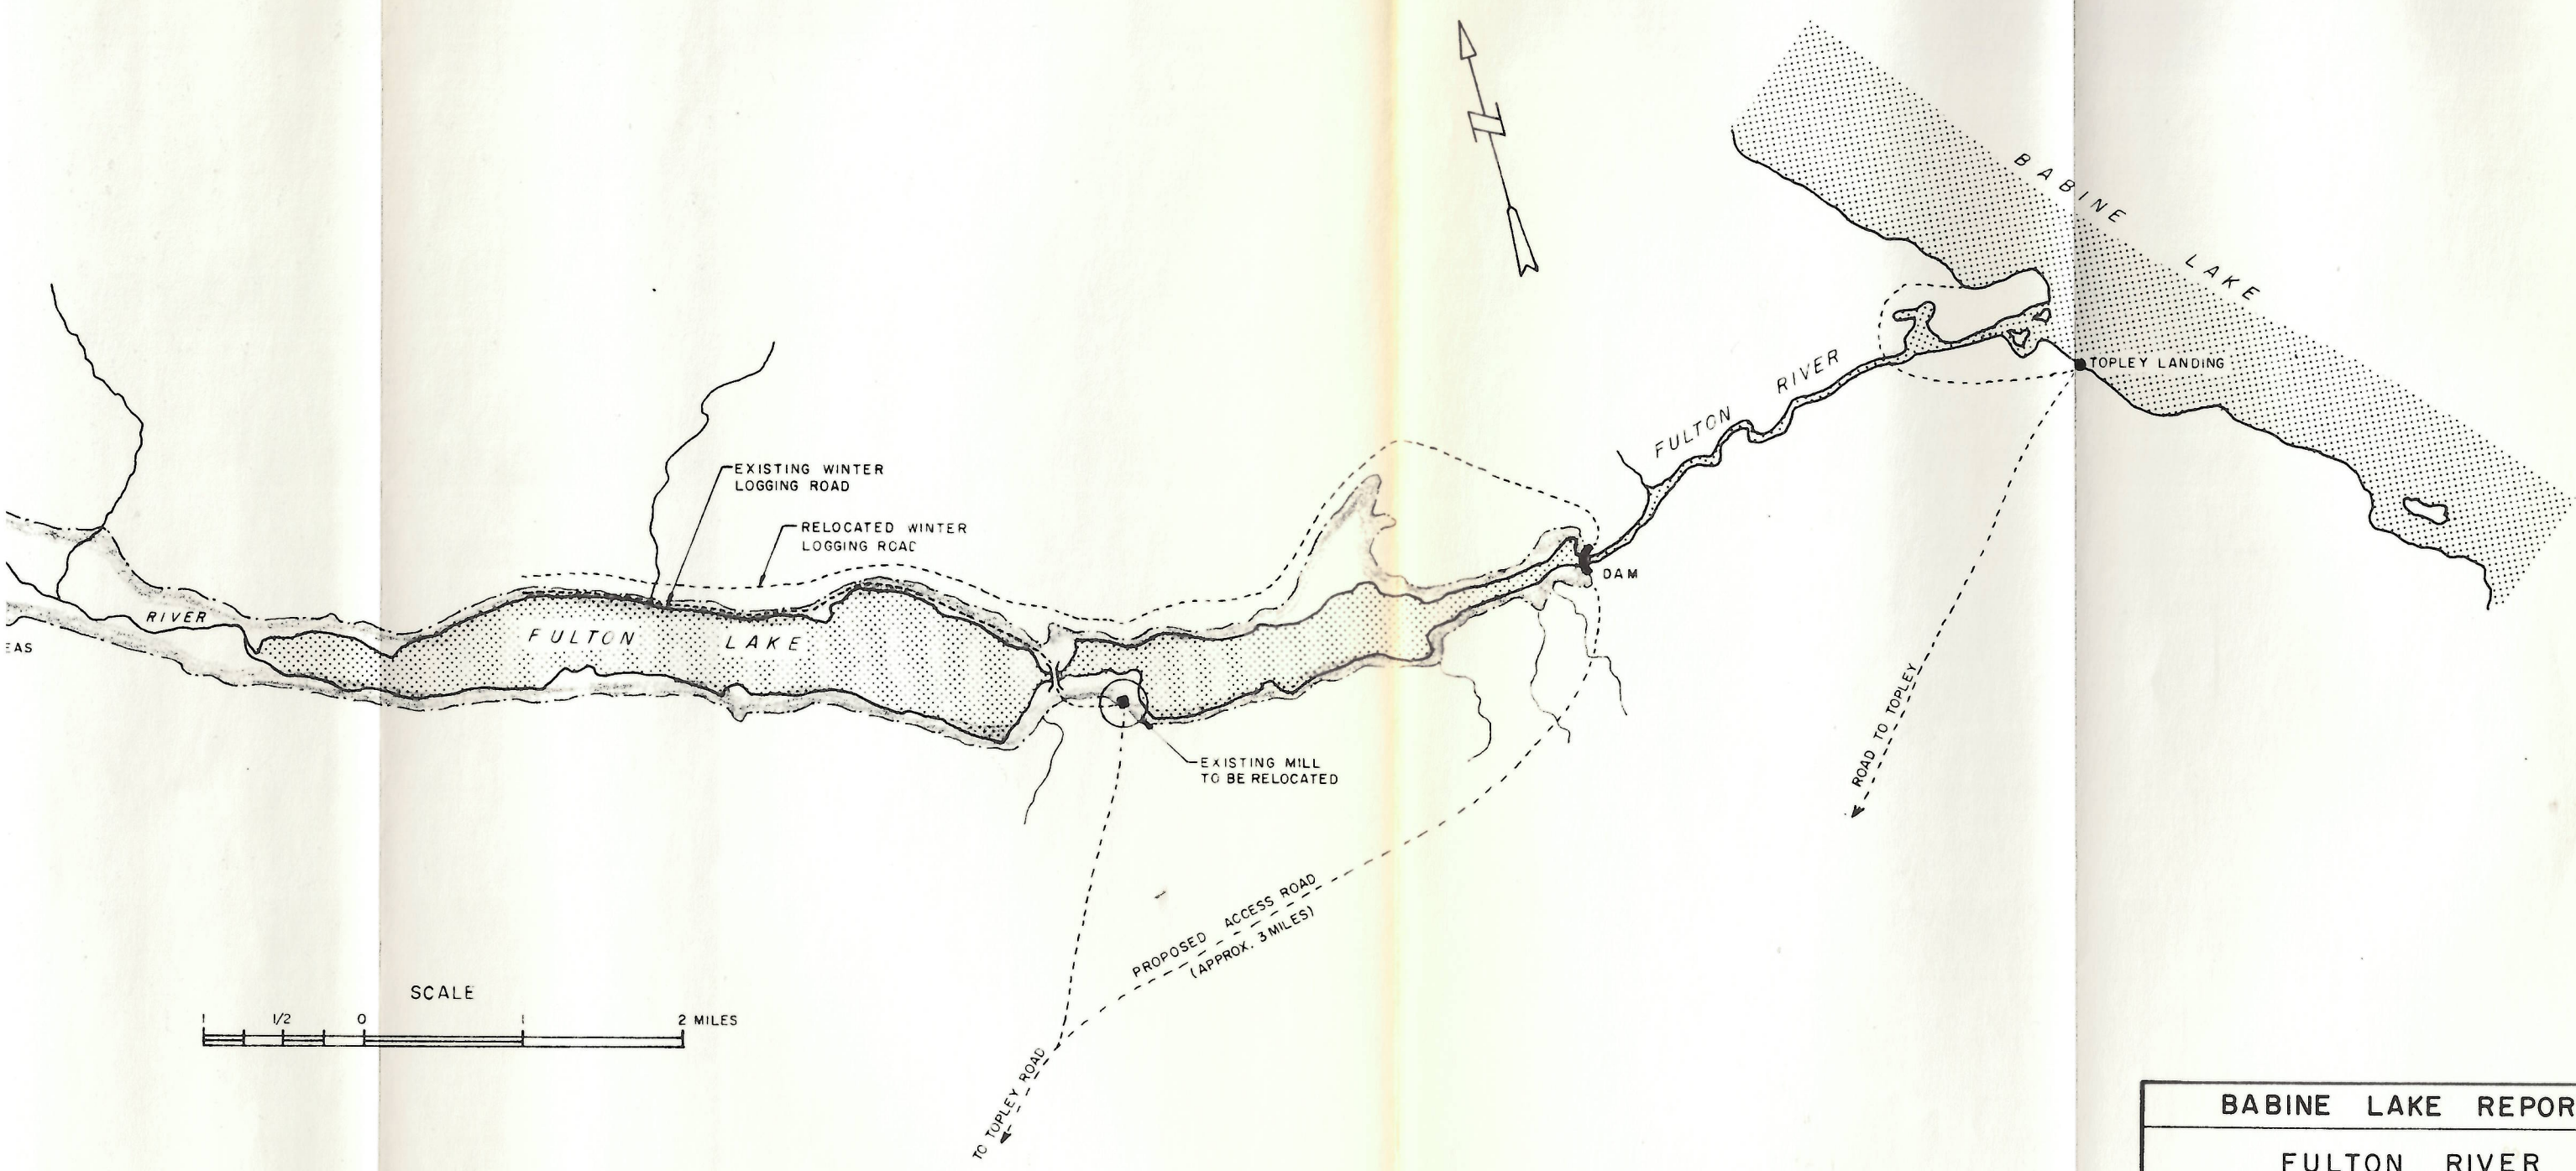 BABINE LAKE
TOPLEY LANDING
FULTON RIVER
EXISTING WINTER
LOGGING ROAD
RELOCATED WINTER
LOGGING ROAD
DAM
RIVER
EAS
FULTON LAKE
ROAD TO TOPLEY
EXISTING MILL
TO BE RELOCATED
PROPOSED ACCESS ROAD
(APPROX. 3 MILES)
SCALE
1 1/2 0 1 2 MILES
TO TOPLEY ROAD
BABINE LAKE REPOR
FULTON RIVER